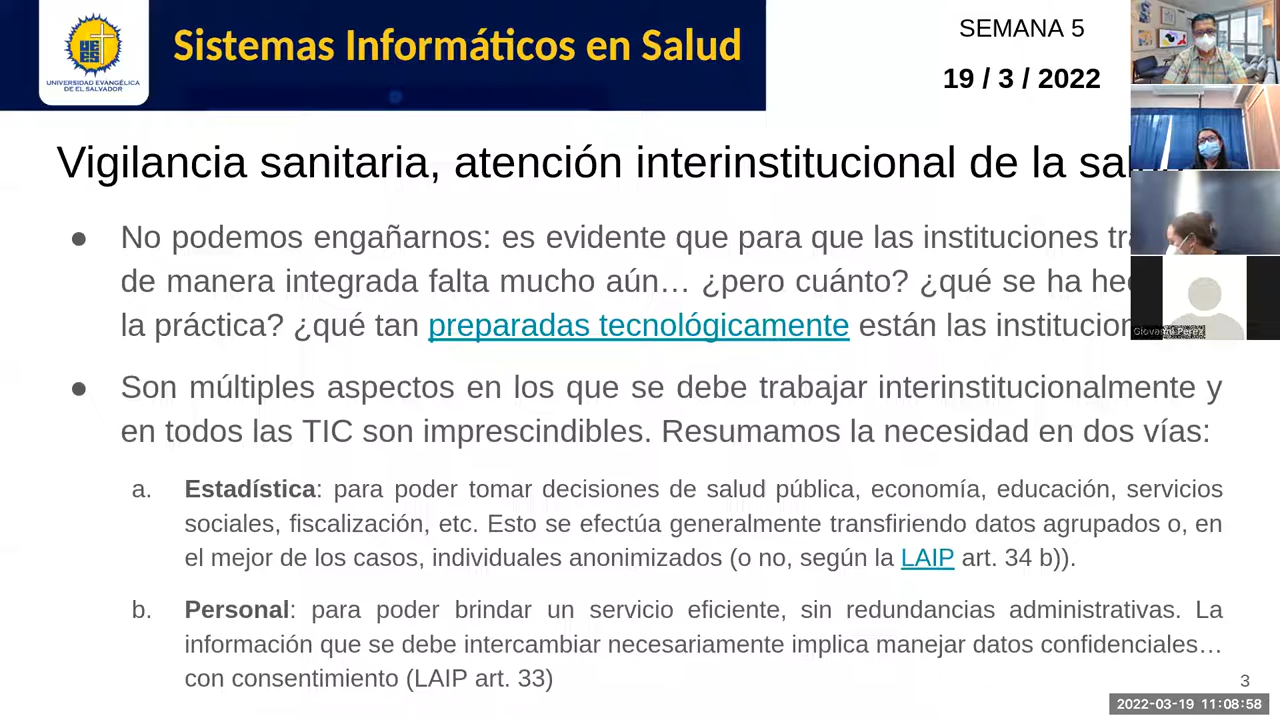 UNIVERSIDAD EVANGÉLICA
DE EL SALVADOR
Sistemas Informáticos en Salud
SEMANA 5
19 / 3 / 2022
Vigilancia sanitaria, atención interinstitucional de la
● No podemos engañarnos: es evidente que para que las instituciones
de manera integrada falta mucho aún… ¿pero cuánto? ¿qué se ha
la práctica? ¿qué tan preparadas tecnológicamente están las
● Son múltiples aspectos en los que se debe trabajar interinstitucionalmente y
en todos las TIC son imprescindibles. Resumamos la necesidad en dos vías:
a. Estadística: para poder tomar decisiones de salud pública, economía, educación, servicios
sociales, fiscalización, etc. Esto se efectúa generalmente transfiriendo datos agrupados o, en
el mejor de los casos, individuales anonimizados (o no, según la LAIP art. 34 b)).
b. Personal: para poder brindar un servicio eficiente, sin redundancias administrativas. La
información que se debe intercambiar necesariamente implica manejar datos confidenciales…
con consentimiento (LAIP art. 33)
Giovanni Perez
3
2022-03-19 11:08:58